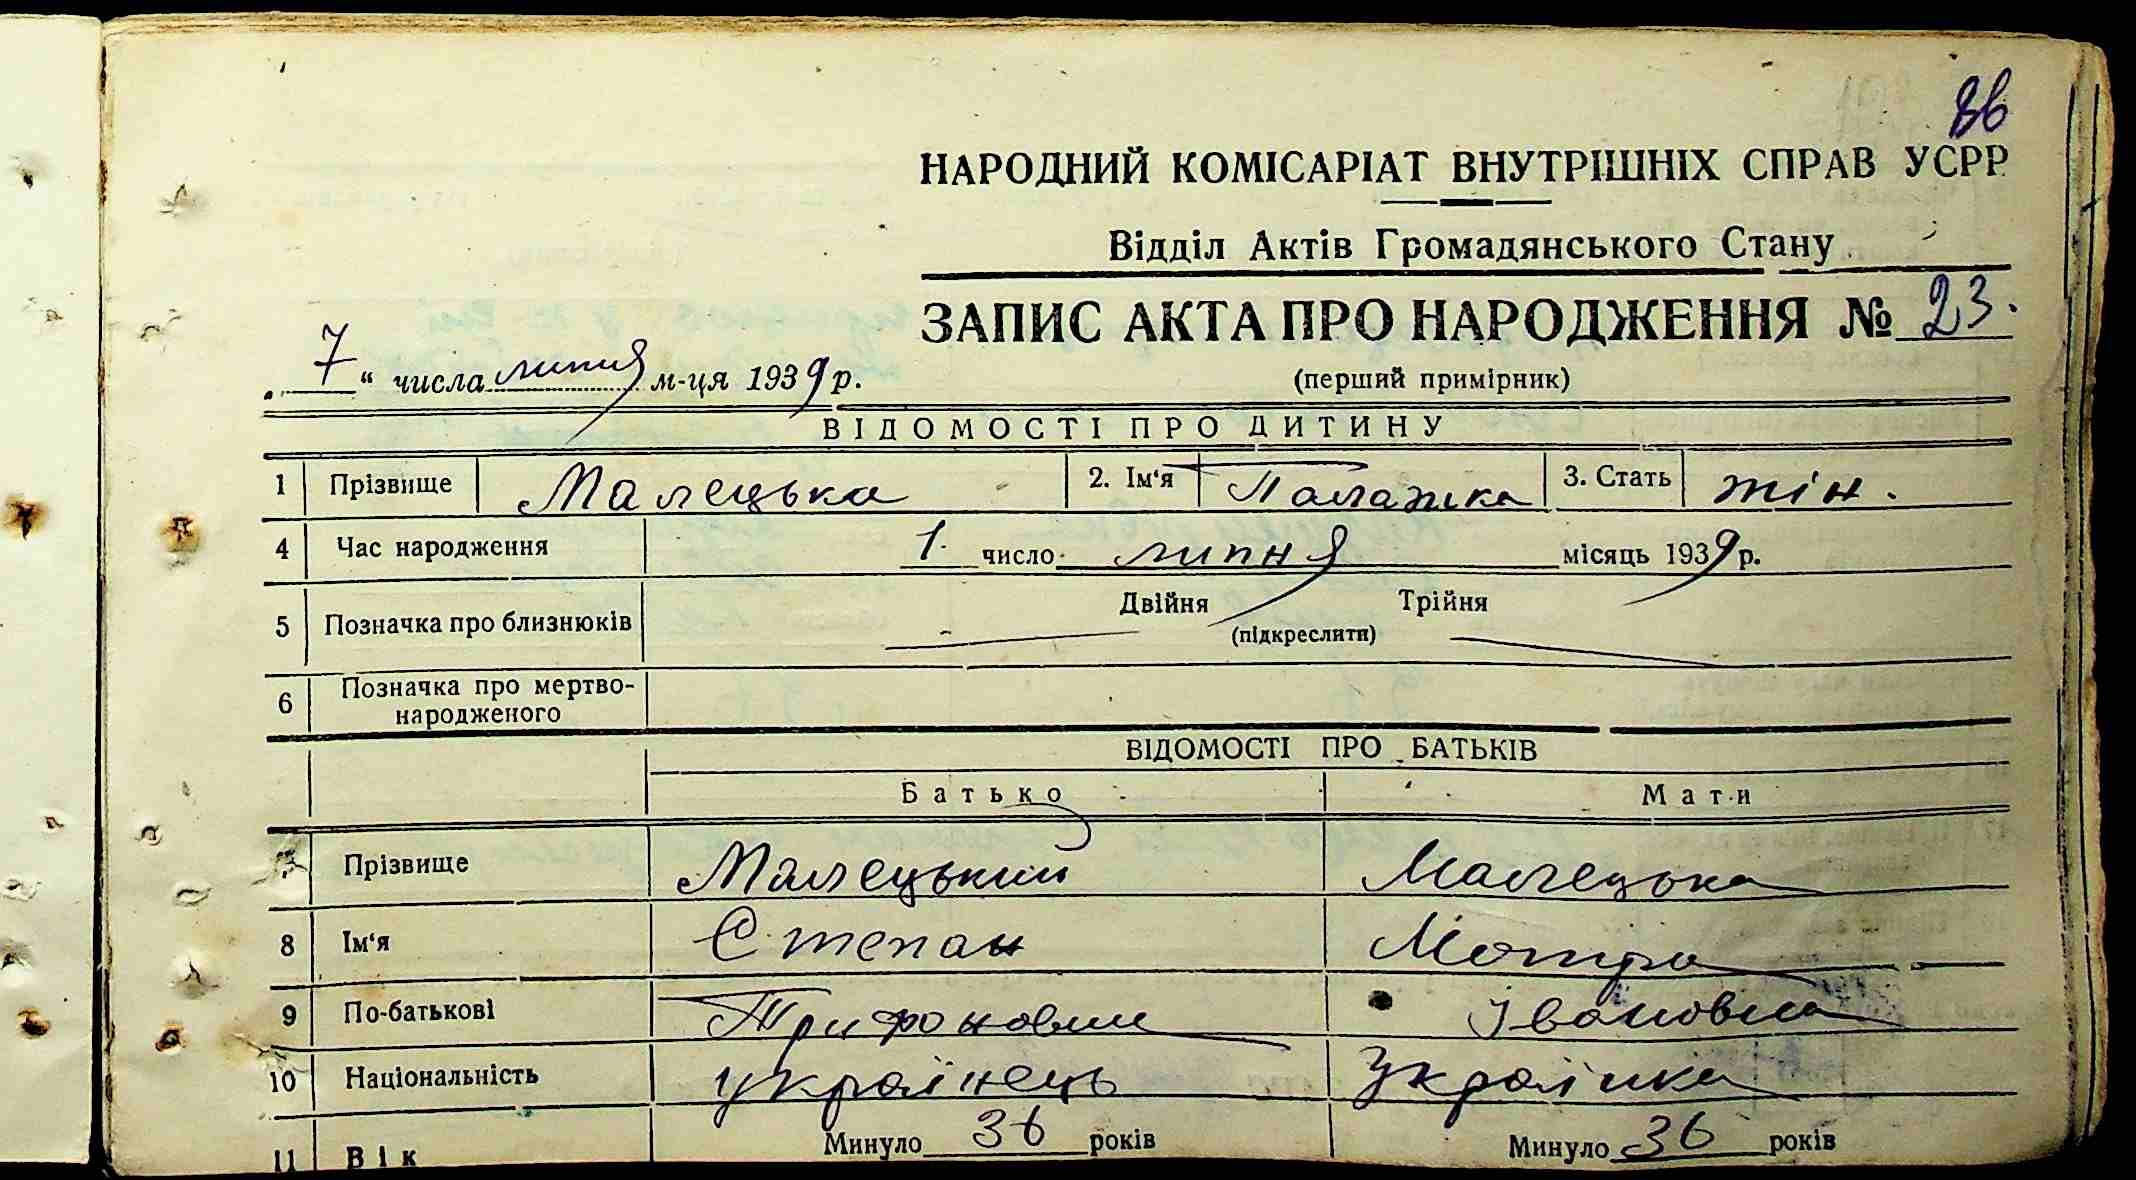 86
НАРОДНИЙ КОМІСАРІАТ ВНУТРІШНІХ СПРАВ УСРР
Відділ Актів Громадянського Стану
ЗАПИС АКТА ПРО НАРОДЖЕННЯ № 23.
„ 7 “ числа липня м-ця 1939 р.
(перший примірник)
ВІДОМОСТІ ПРО ДИТИНУ
1 Прізвище Малецька 2. Ім‘я Палажка 3. Стать жін.
4 Час народження 1 число липня місяць 1939 р.
5 Позначка про близнюків Двійня Трійня
(підкреслити)
6 Позначка про мертво-
народженого
ВІДОМОСТІ ПРО БАТЬКІВ
Батько Мати
7 Прізвище Малецький Малецька
8 Ім‘я Степан Мотря
9 По-батькові Трифонович Івановна
10 Національність українець Українка
11 Вік Минуло 36 років Минуло 36 років